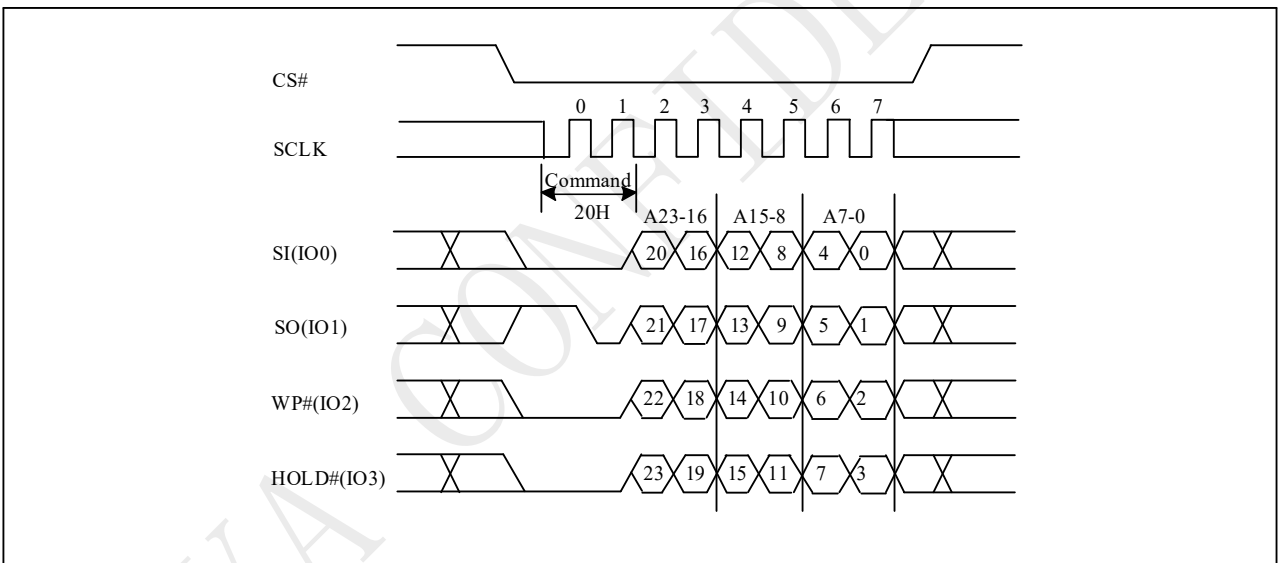 CS#
0 1 2 3 4 5 6 7
SCLK
Command
20H
A23-16 A15-8 A7-0
SI(IO0) 20 16 12 8 4 0
SO(IO1) 21 17 13 9 5 1
WP#(IO2) 22 18 14 10 6 2
HOLD#(IO3) 23 19 15 11 7 3